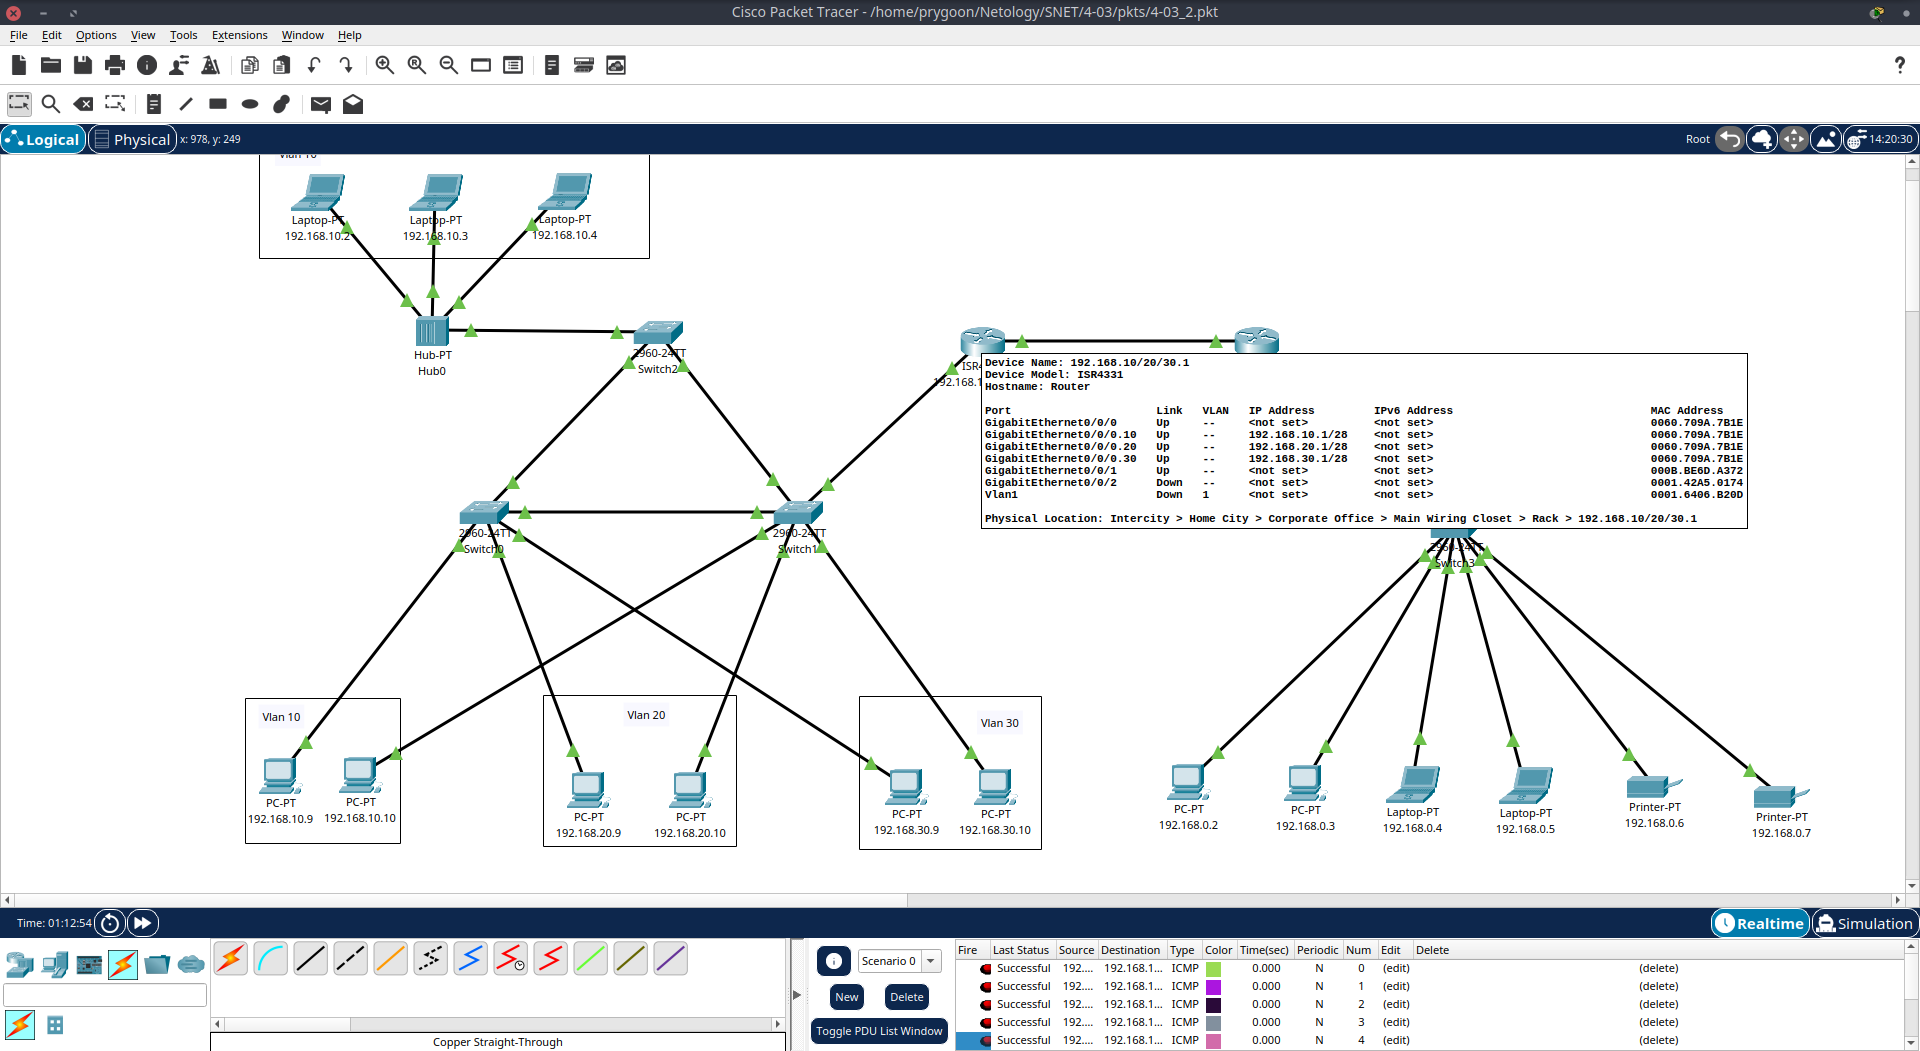 Cisco Packet Tracer - /home/prygoon/Netology/SNET/4-03/pkts/4-03_2.pkt
File Edit Options View Tools Extensions Window Help
?
Logical Physical x: 978, y: 249 Root 14:20:30
Vlan 10
Laptop-PT Laptop-PT Laptop-PT
192.168.10.2 192.168.10.3 192.168.10.4
Hub-PT
Hub0
2960-24TT
Switch2
ISR4
192.168.1
Device Name: 192.168.10/20/30.1
Device Model: ISR4331
Hostname: Router
Port Link VLAN IP Address IPv6 Address MAC Address
GigabitEthernet0/0/0 Up -- <not set> <not set> 0060.709A.7B1E
GigabitEthernet0/0/0.10 Up -- 192.168.10.1/28 <not set> 0060.709A.7B1E
GigabitEthernet0/0/0.20 Up -- 192.168.20.1/28 <not set> 0060.709A.7B1E
GigabitEthernet0/0/0.30 Up -- 192.168.30.1/28 <not set> 0060.709A.7B1E
GigabitEthernet0/0/1 Up -- <not set> <not set> 000B.BE6D.A372
GigabitEthernet0/0/2 Down -- <not set> <not set> 0001.42A5.0174
Vlan1 Down 1 <not set> <not set> 0001.6406.B20D
Physical Location: Intercity > Home City > Corporate Office > Main Wiring Closet > Rack > 192.168.10/20/30.1
2960-24TT
Switch0
2960-24TT
Switch1
2960-24TT
Switch3
Vlan 10
PC-PT PC-PT
192.168.10.9 192.168.10.10
Vlan 20
PC-PT PC-PT
192.168.20.9 192.168.20.10
Vlan 30
PC-PT PC-PT
192.168.30.9 192.168.30.10
PC-PT PC-PT Laptop-PT Laptop-PT Printer-PT Printer-PT
192.168.0.2 192.168.0.3 192.168.0.4 192.168.0.5 192.168.0.6 192.168.0.7
Time: 01:12:54 Realtime Simulation
Copper Straight-Through
Scenario 0
New Delete
Toggle PDU List Window
Fire Last Status Source Destination Type Color Time(sec) Periodic Num Edit Delete
Successful 192.... 192.168.1... ICMP 0.000 N 0 (edit) (delete)
Successful 192.... 192.168.1... ICMP 0.000 N 1 (edit) (delete)
Successful 192.... 192.168.1... ICMP 0.000 N 2 (edit) (delete)
Successful 192.... 192.168.1... ICMP 0.000 N 3 (edit) (delete)
Successful 192.... 192.168.1... ICMP 0.000 N 4 (edit) (delete)